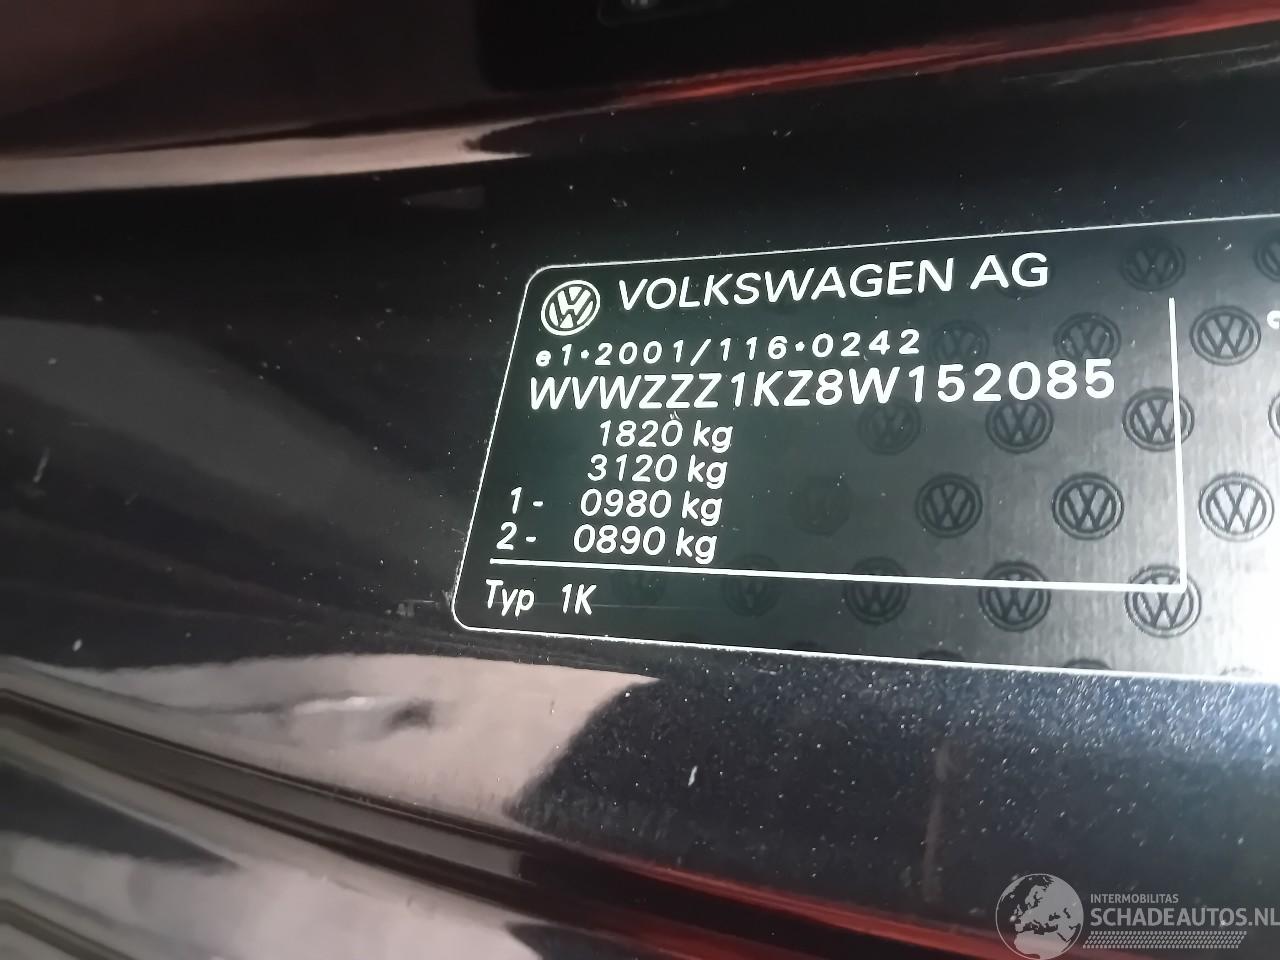 VOLKSWAGEN AG
e1*2001/116*0242
WVWZZZ1KZ8W152085
1820 kg
3120 kg
1 - 0980 kg
2 - 0890 kg
Typ 1K
INTERMOBILITAS
SCHADEAUTOS.NL